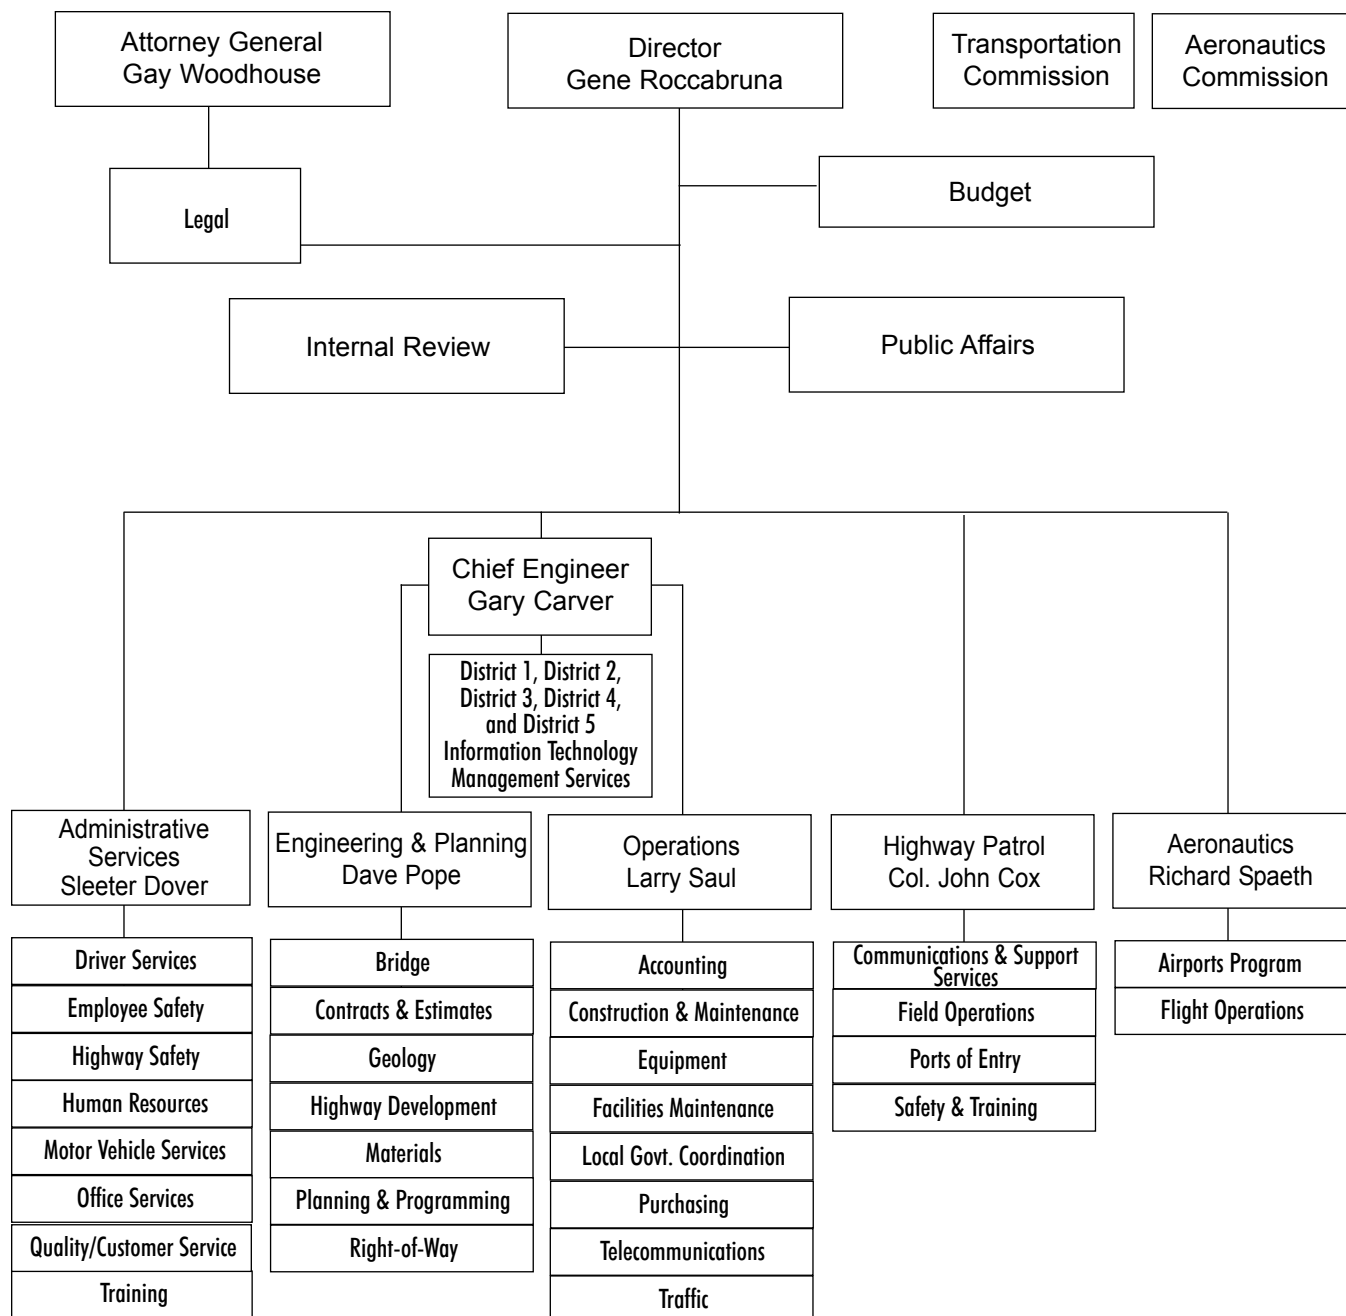 Attorney General
Gay Woodhouse
Director
Gene Roccabruna
Transportation
Commission
Aeronautics
Commission
Legal
Budget
Internal Review
Public Affairs
Chief Engineer
Gary Carver
District 1, District 2,
District 3, District 4,
and District 5
Information Technology
Management Services
Administrative
Services
Sleeter Dover
Engineering & Planning
Dave Pope
Operations
Larry Saul
Highway Patrol
Col. John Cox
Aeronautics
Richard Spaeth
Driver Services
Employee Safety
Highway Safety
Human Resources
Motor Vehicle Services
Office Services
Quality/Customer Service
Training
Bridge
Contracts & Estimates
Geology
Highway Development
Materials
Planning & Programming
Right-of-Way
Accounting
Construction & Maintenance
Equipment
Facilities Maintenance
Local Govt. Coordination
Purchasing
Telecommunications
Traffic
Communications & Support
Services
Field Operations
Ports of Entry
Safety & Training
Airports Program
Flight Operations